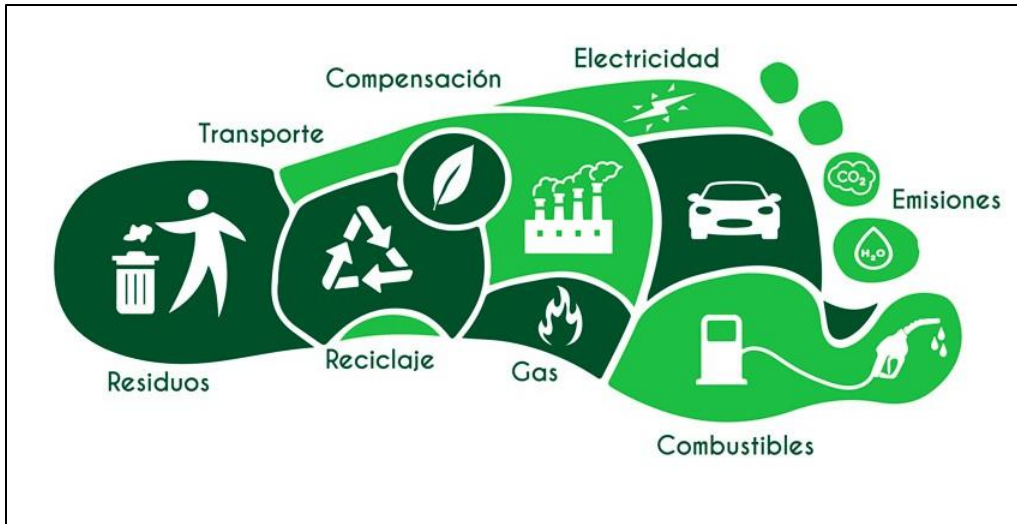 Electricidad
Compensación
Transporte
CO₂
Emisiones
H₂O
Reciclaje
Gas
Residuos
Combustibles